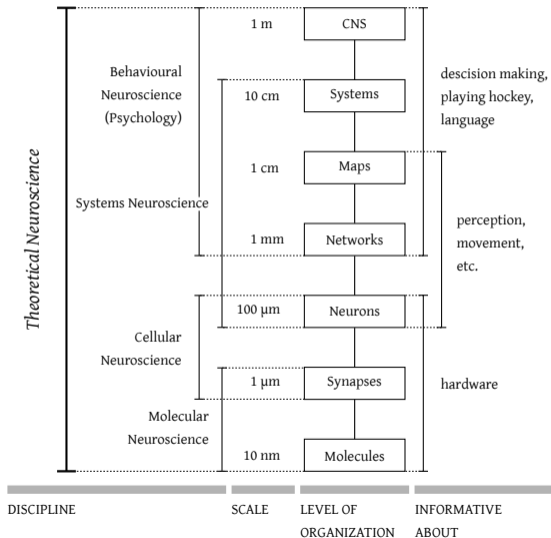 Theoretical Neuroscience
Behavioural
Neuroscience
(Psychology)
Systems Neuroscience
Cellular
Neuroscience
Molecular
Neuroscience
1 m
10 cm
1 cm
1 mm
100 µm
1 µm
10 nm
CNS
Systems
Maps
Networks
Neurons
Synapses
Molecules
descision making,
playing hockey,
language
perception,
movement,
etc.
hardware
DISCIPLINE
SCALE
LEVEL OF
ORGANIZATION
INFORMATIVE
ABOUT